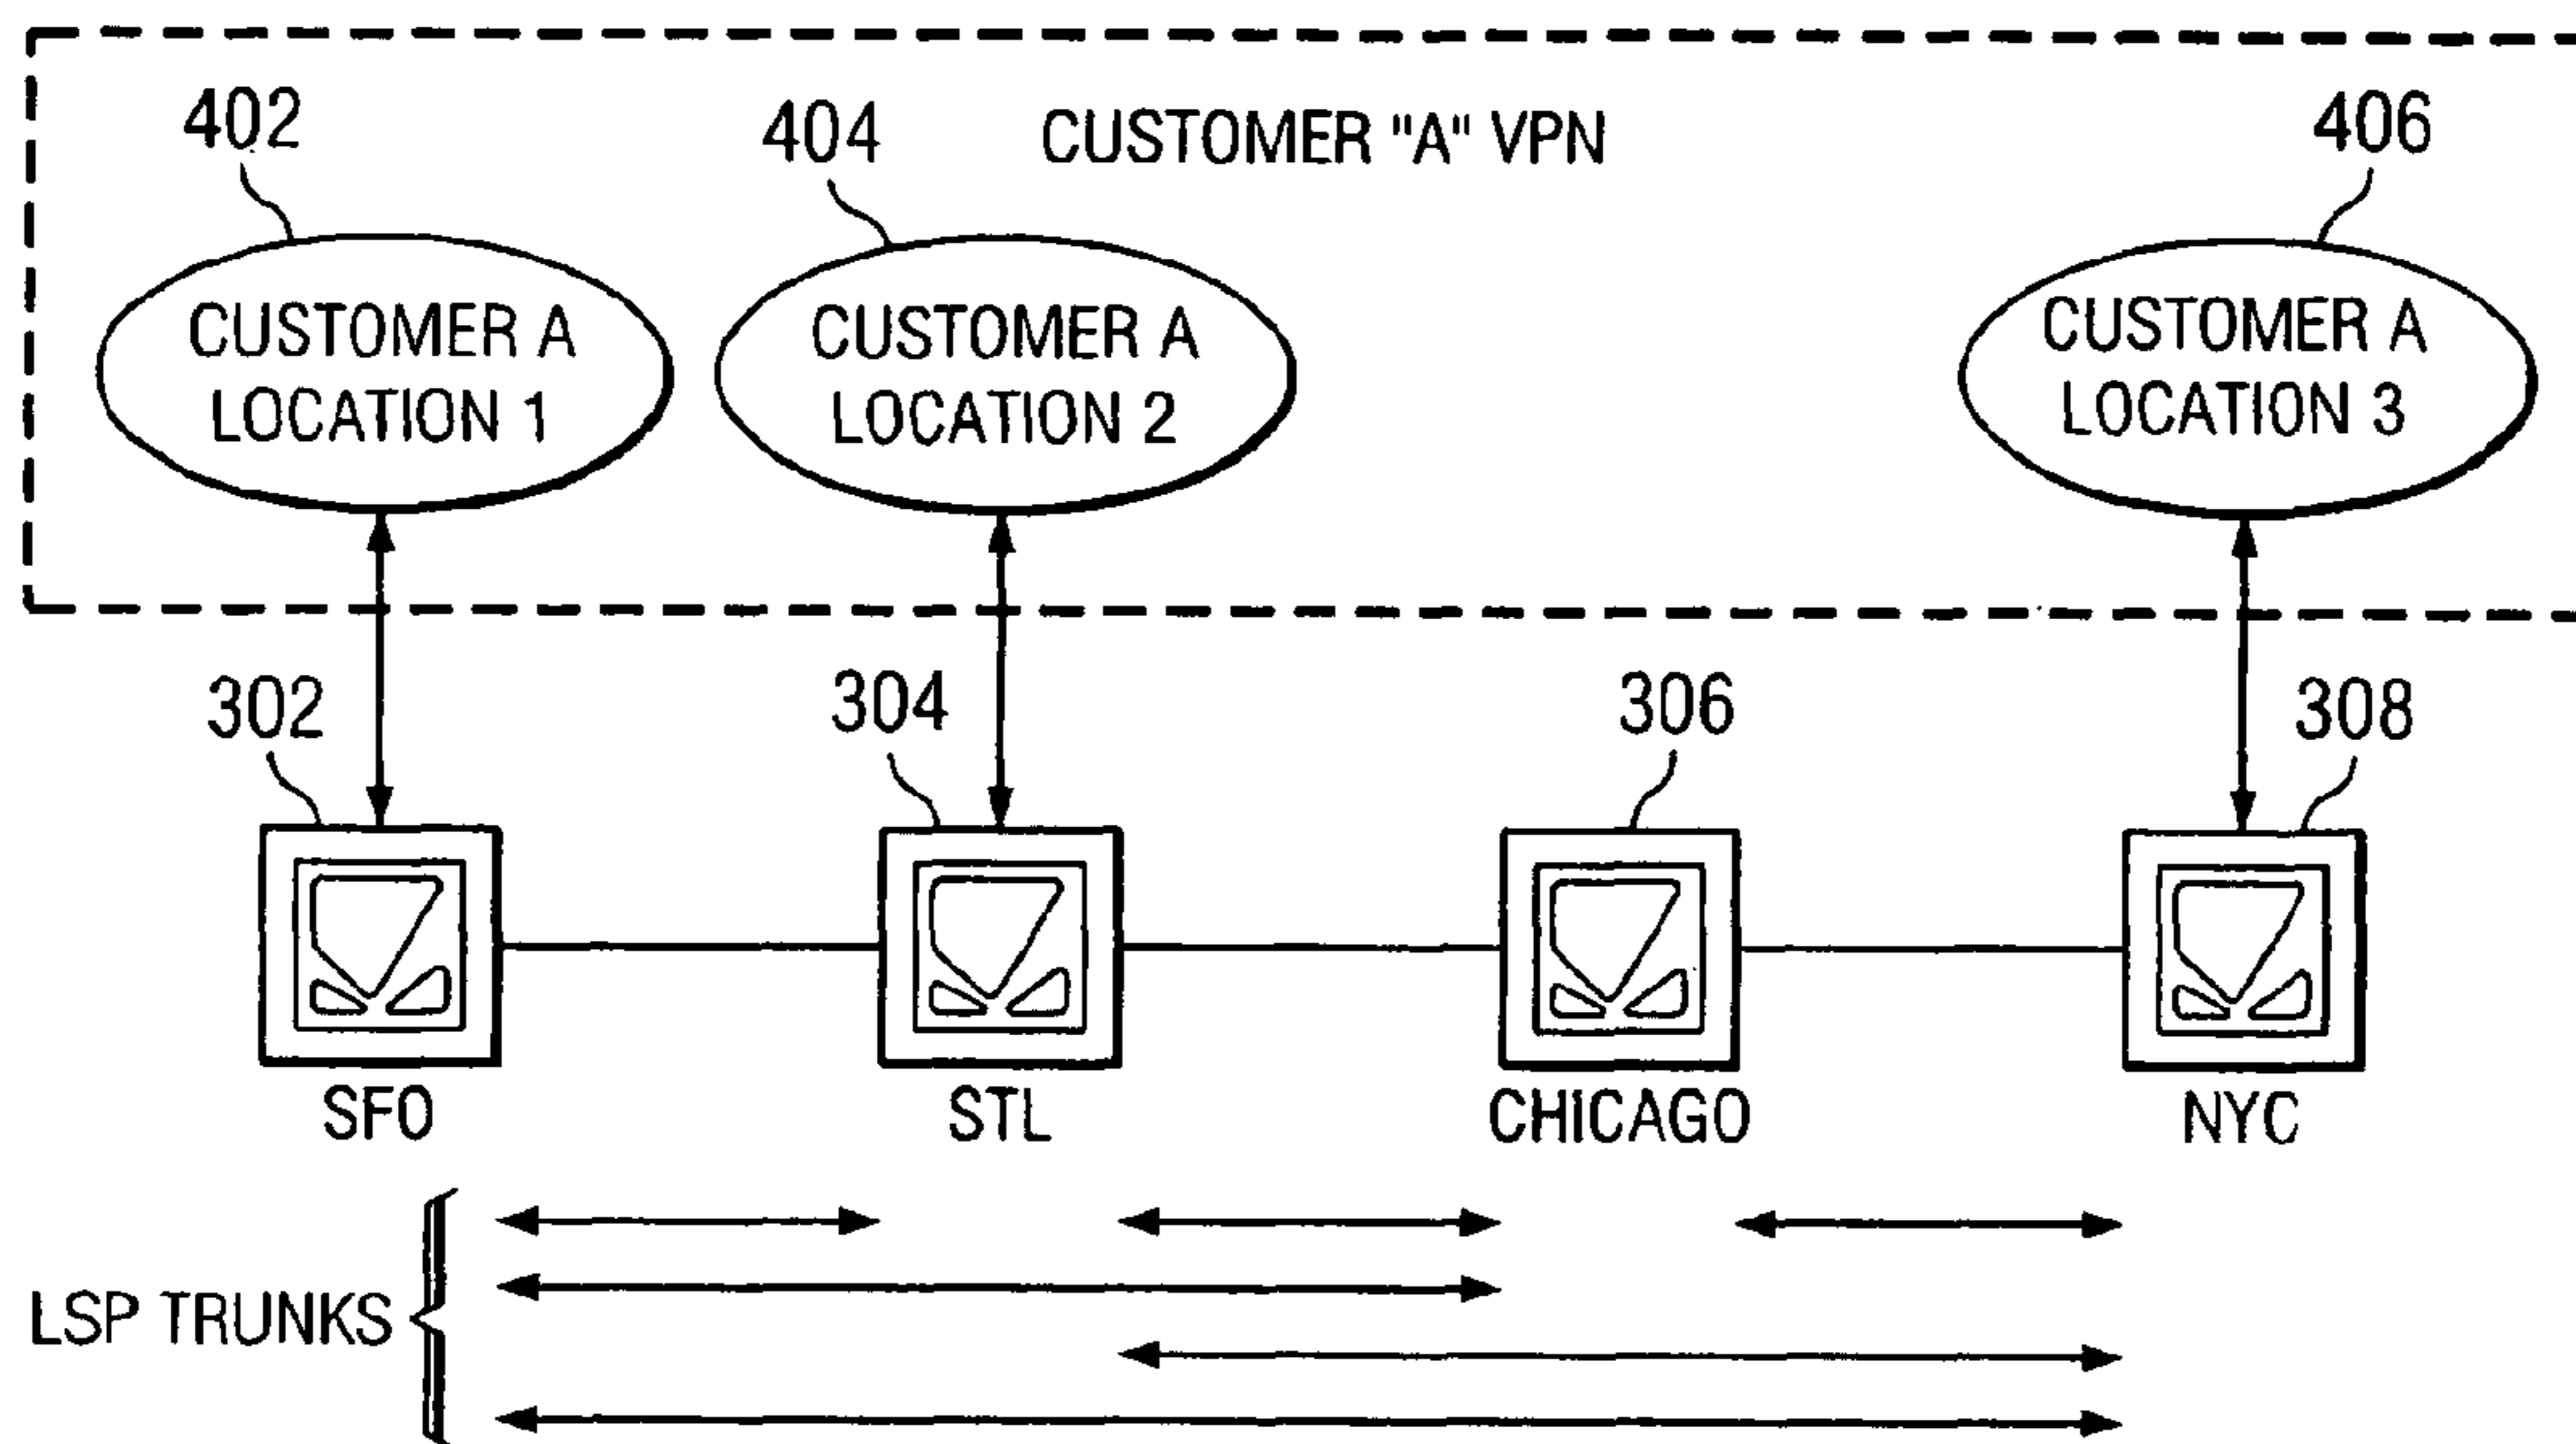 402
404
CUSTOMER "A" VPN
406
CUSTOMER A
LOCATION 1
CUSTOMER A
LOCATION 2
CUSTOMER A
LOCATION 3
302
304
306
308
SFO
STL
CHICAGO
NYC
LSP TRUNKS